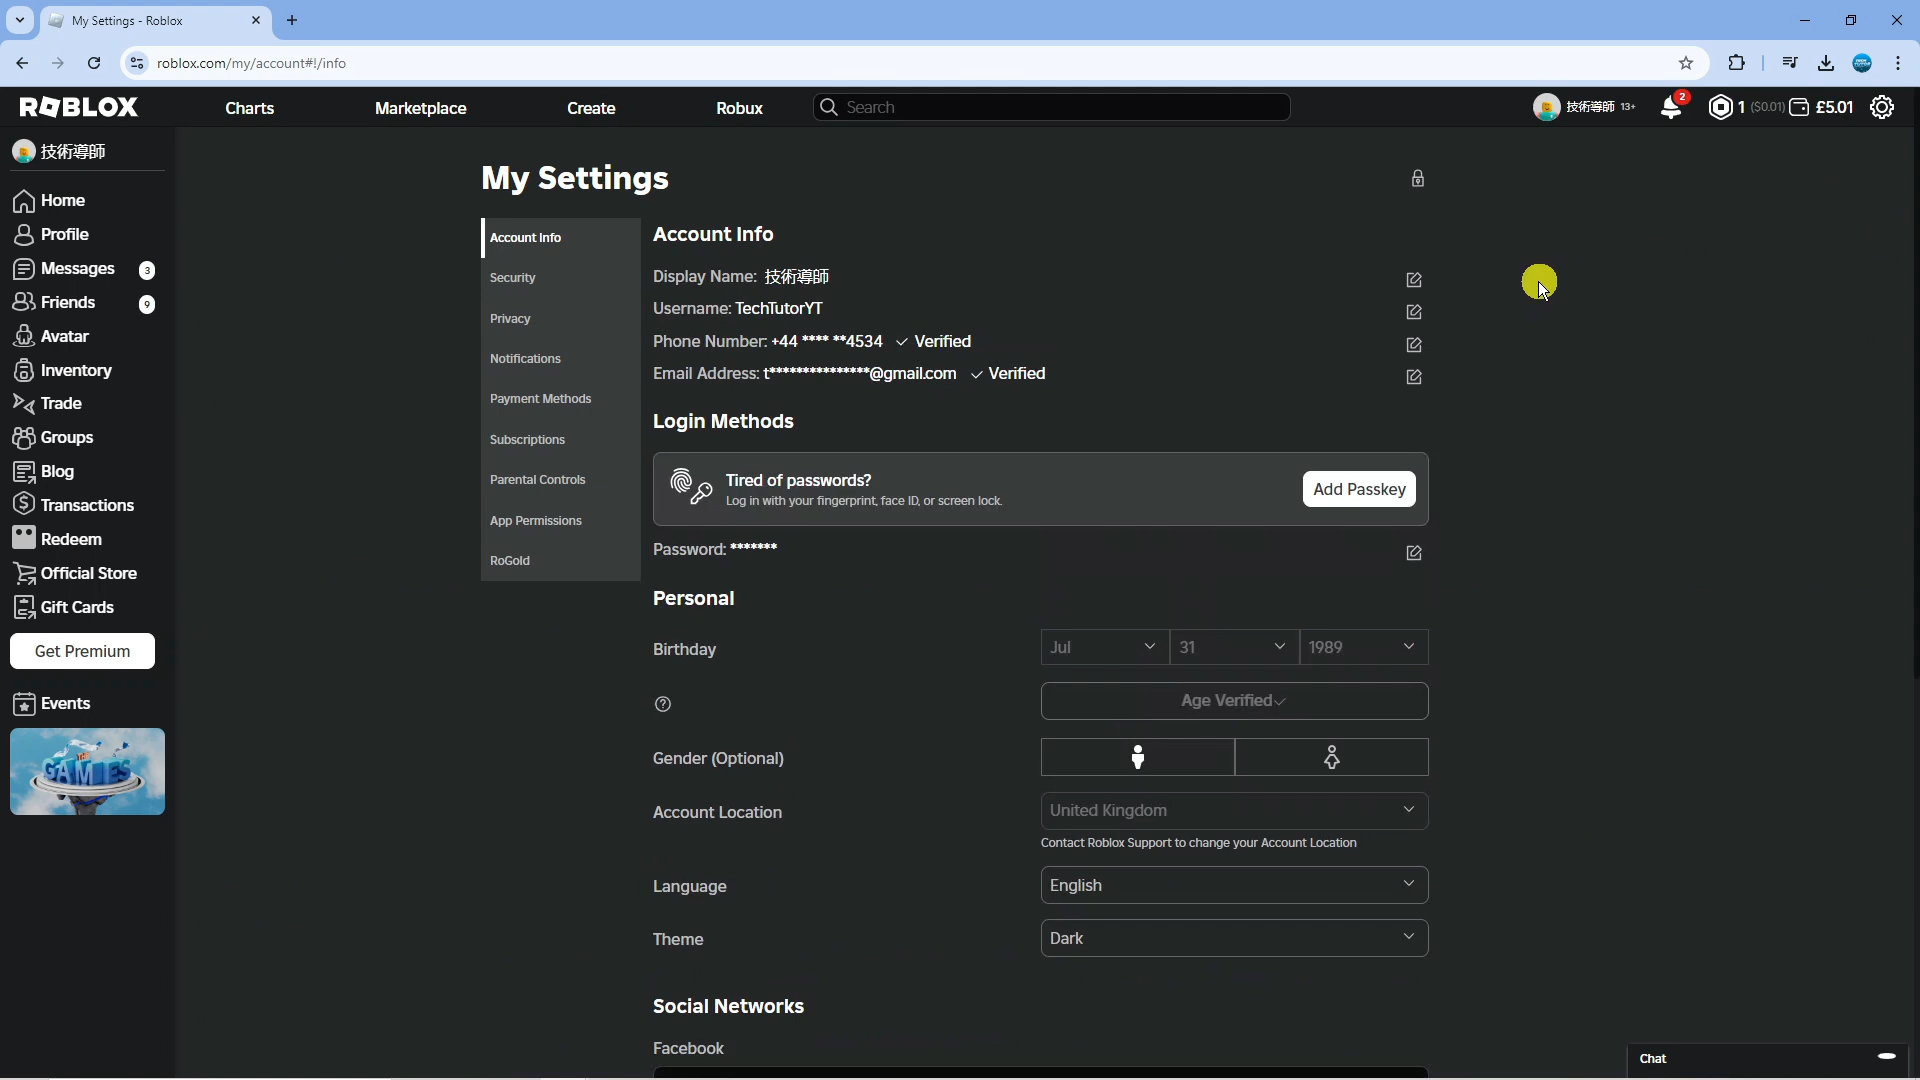 My Settings - Roblox
roblox.com/my/account#!/info
ROBLOX
Charts
Marketplace
Create
Robux
Search
技術導師 13+
2
1 ($0.01)
£5.01
技術導師
Home
Profile
Messages 3
Friends 9
Avatar
Inventory
Trade
Groups
Blog
Transactions
Redeem
Official Store
Gift Cards
Get Premium
Events
THE GAMES
My Settings
Account Info
Security
Privacy
Notifications
Payment Methods
Subscriptions
Parental Controls
App Permissions
RoGold
Account Info
Display Name: 技術導師
Username: TechTutorYT
Phone Number: +44 **** **4534 ✓ Verified
Email Address: t***************@gmail.com ✓ Verified
Login Methods
Tired of passwords?
Log in with your fingerprint, face ID, or screen lock.
Add Passkey
Password: *******
Personal
Birthday
Jul
31
1989
Age Verified✓
Gender (Optional)
Account Location
United Kingdom
Contact Roblox Support to change your Account Location
Language
English
Theme
Dark
Social Networks
Facebook
Chat